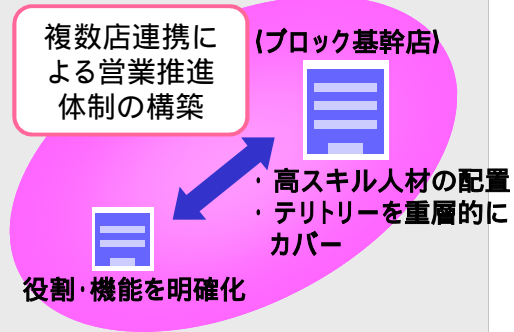 複数店連携に
よる営業推進
体制の構築
(ブロック基幹店)
・高スキル人材の配置
・テリトリーを重層的に
カバー
役割・機能を明確化